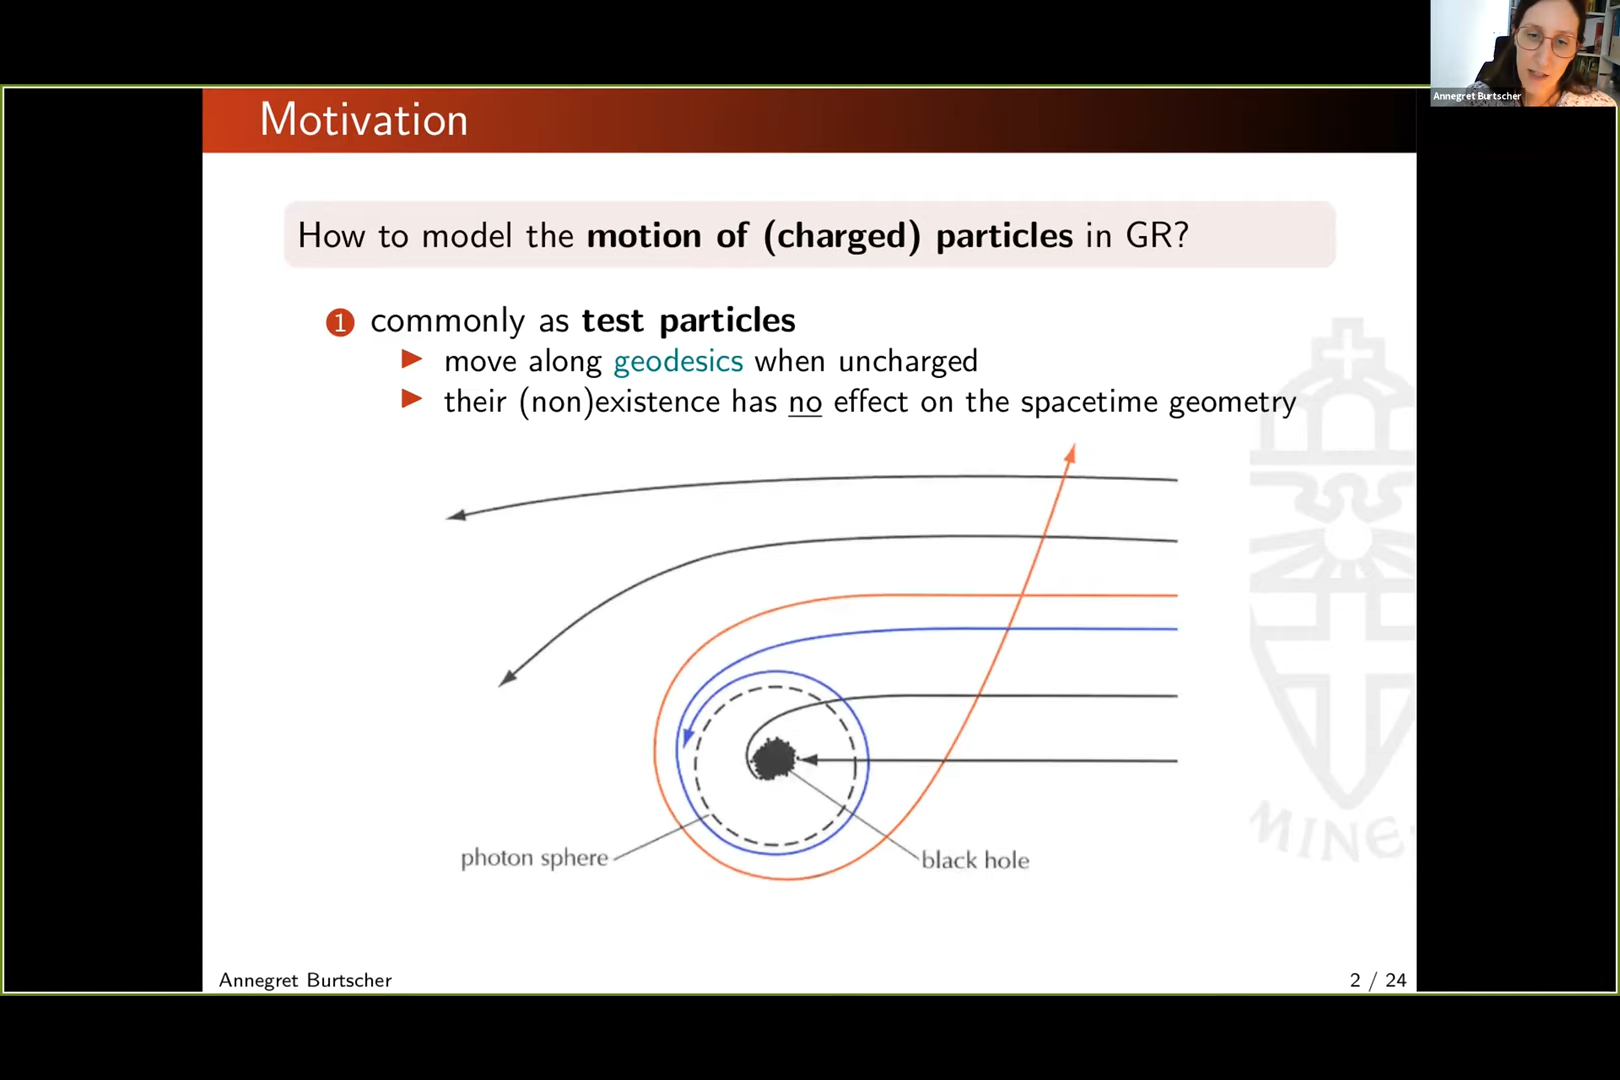 Annegret Burtscher
Motivation
How to model the motion of (charged) particles in GR?
1 commonly as test particles
▶ move along geodesics when uncharged
▶ their (non)existence has no effect on the spacetime geometry
photon sphere
black hole
MINE
Annegret Burtscher
2 / 24